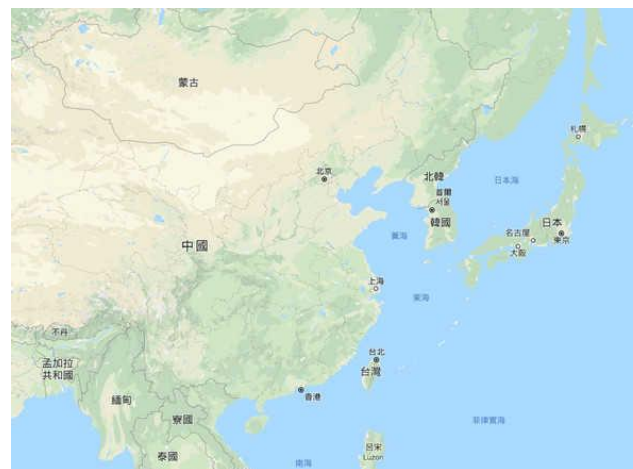 蒙古
札幌
北京
北韓
日本海
首爾
서울
韓國
日本
名古屋
東京
大阪
黃海
中國
上海
東海
不丹
台北
孟加拉
共和國
台灣
緬甸
香港
寮國
菲律賓海
呂宋
Luzon
泰國
南海